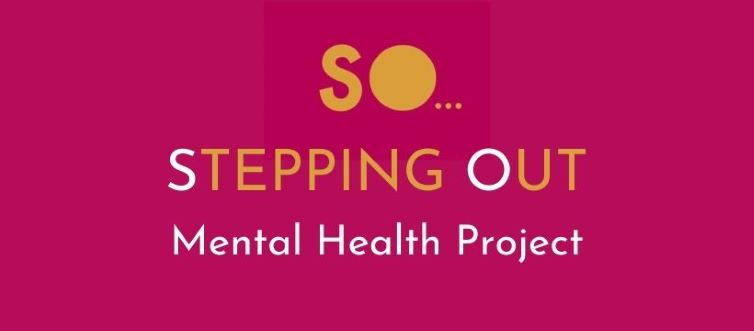 SO...
STEPPING OUT
Mental Health Project